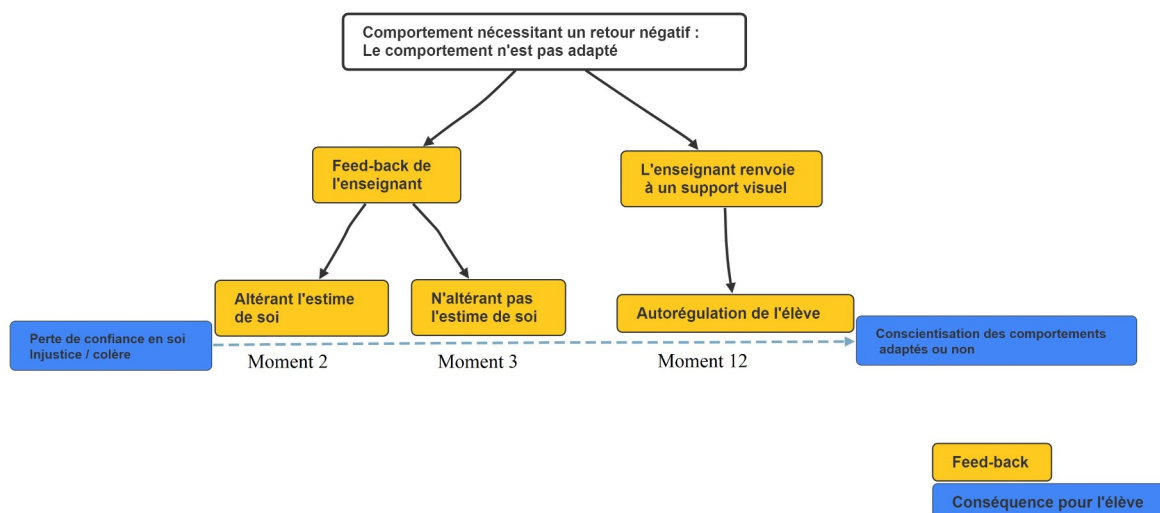 Comportement nécessitant un retour négatif :
Le comportement n'est pas adapté
Feed-back de
l'enseignant
L'enseignant renvoie
à un support visuel
Altérant l'estime
de soi
N'altérant pas
l'estime de soi
Autorégulation de l'élève
Perte de confiance en soi
Injustice / colère
Conscientisation des comportements
adaptés ou non
Moment 2
Moment 3
Moment 12
Feed-back
Conséquence pour l'élève